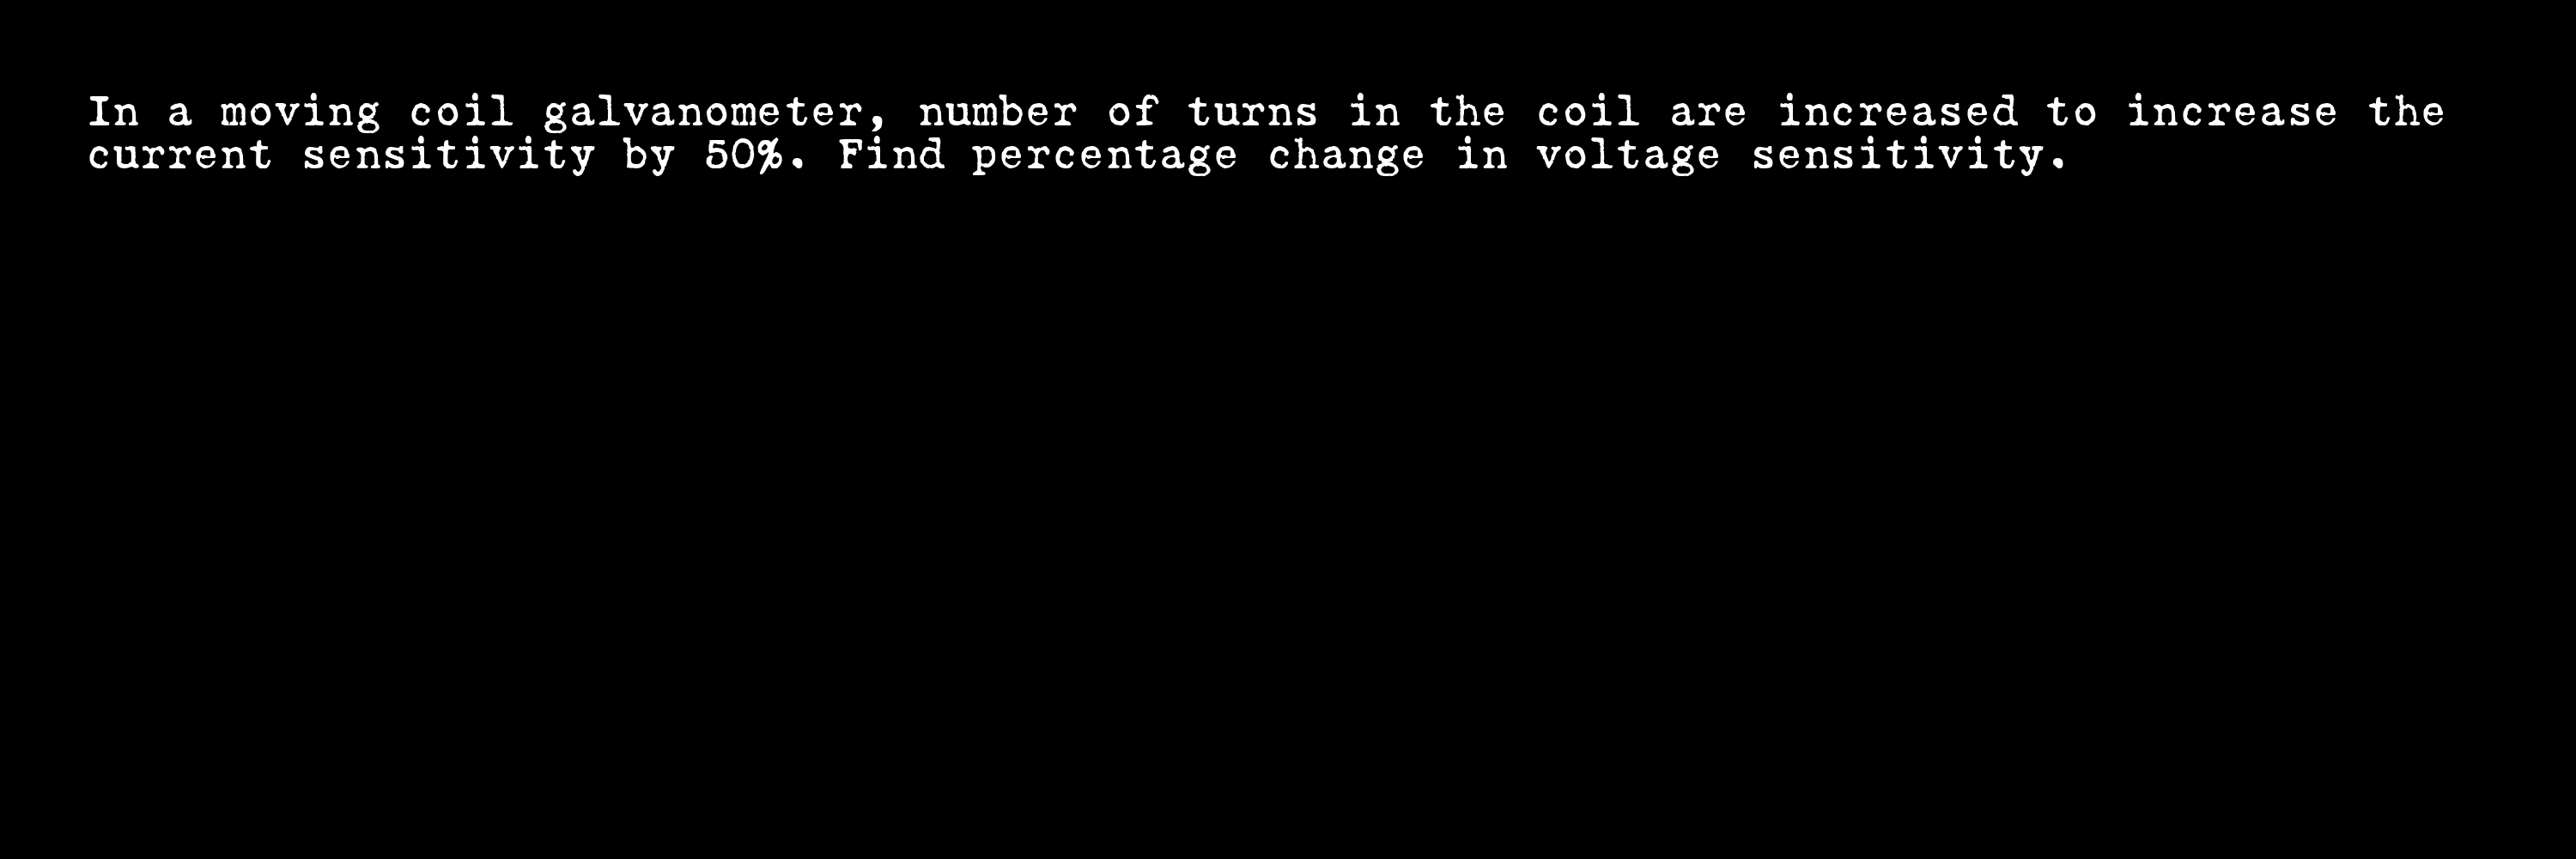 In a moving coil galvanometer, number of turns in the coil are increased to increase the
current sensitivity by 50%. Find percentage change in voltage sensitivity.